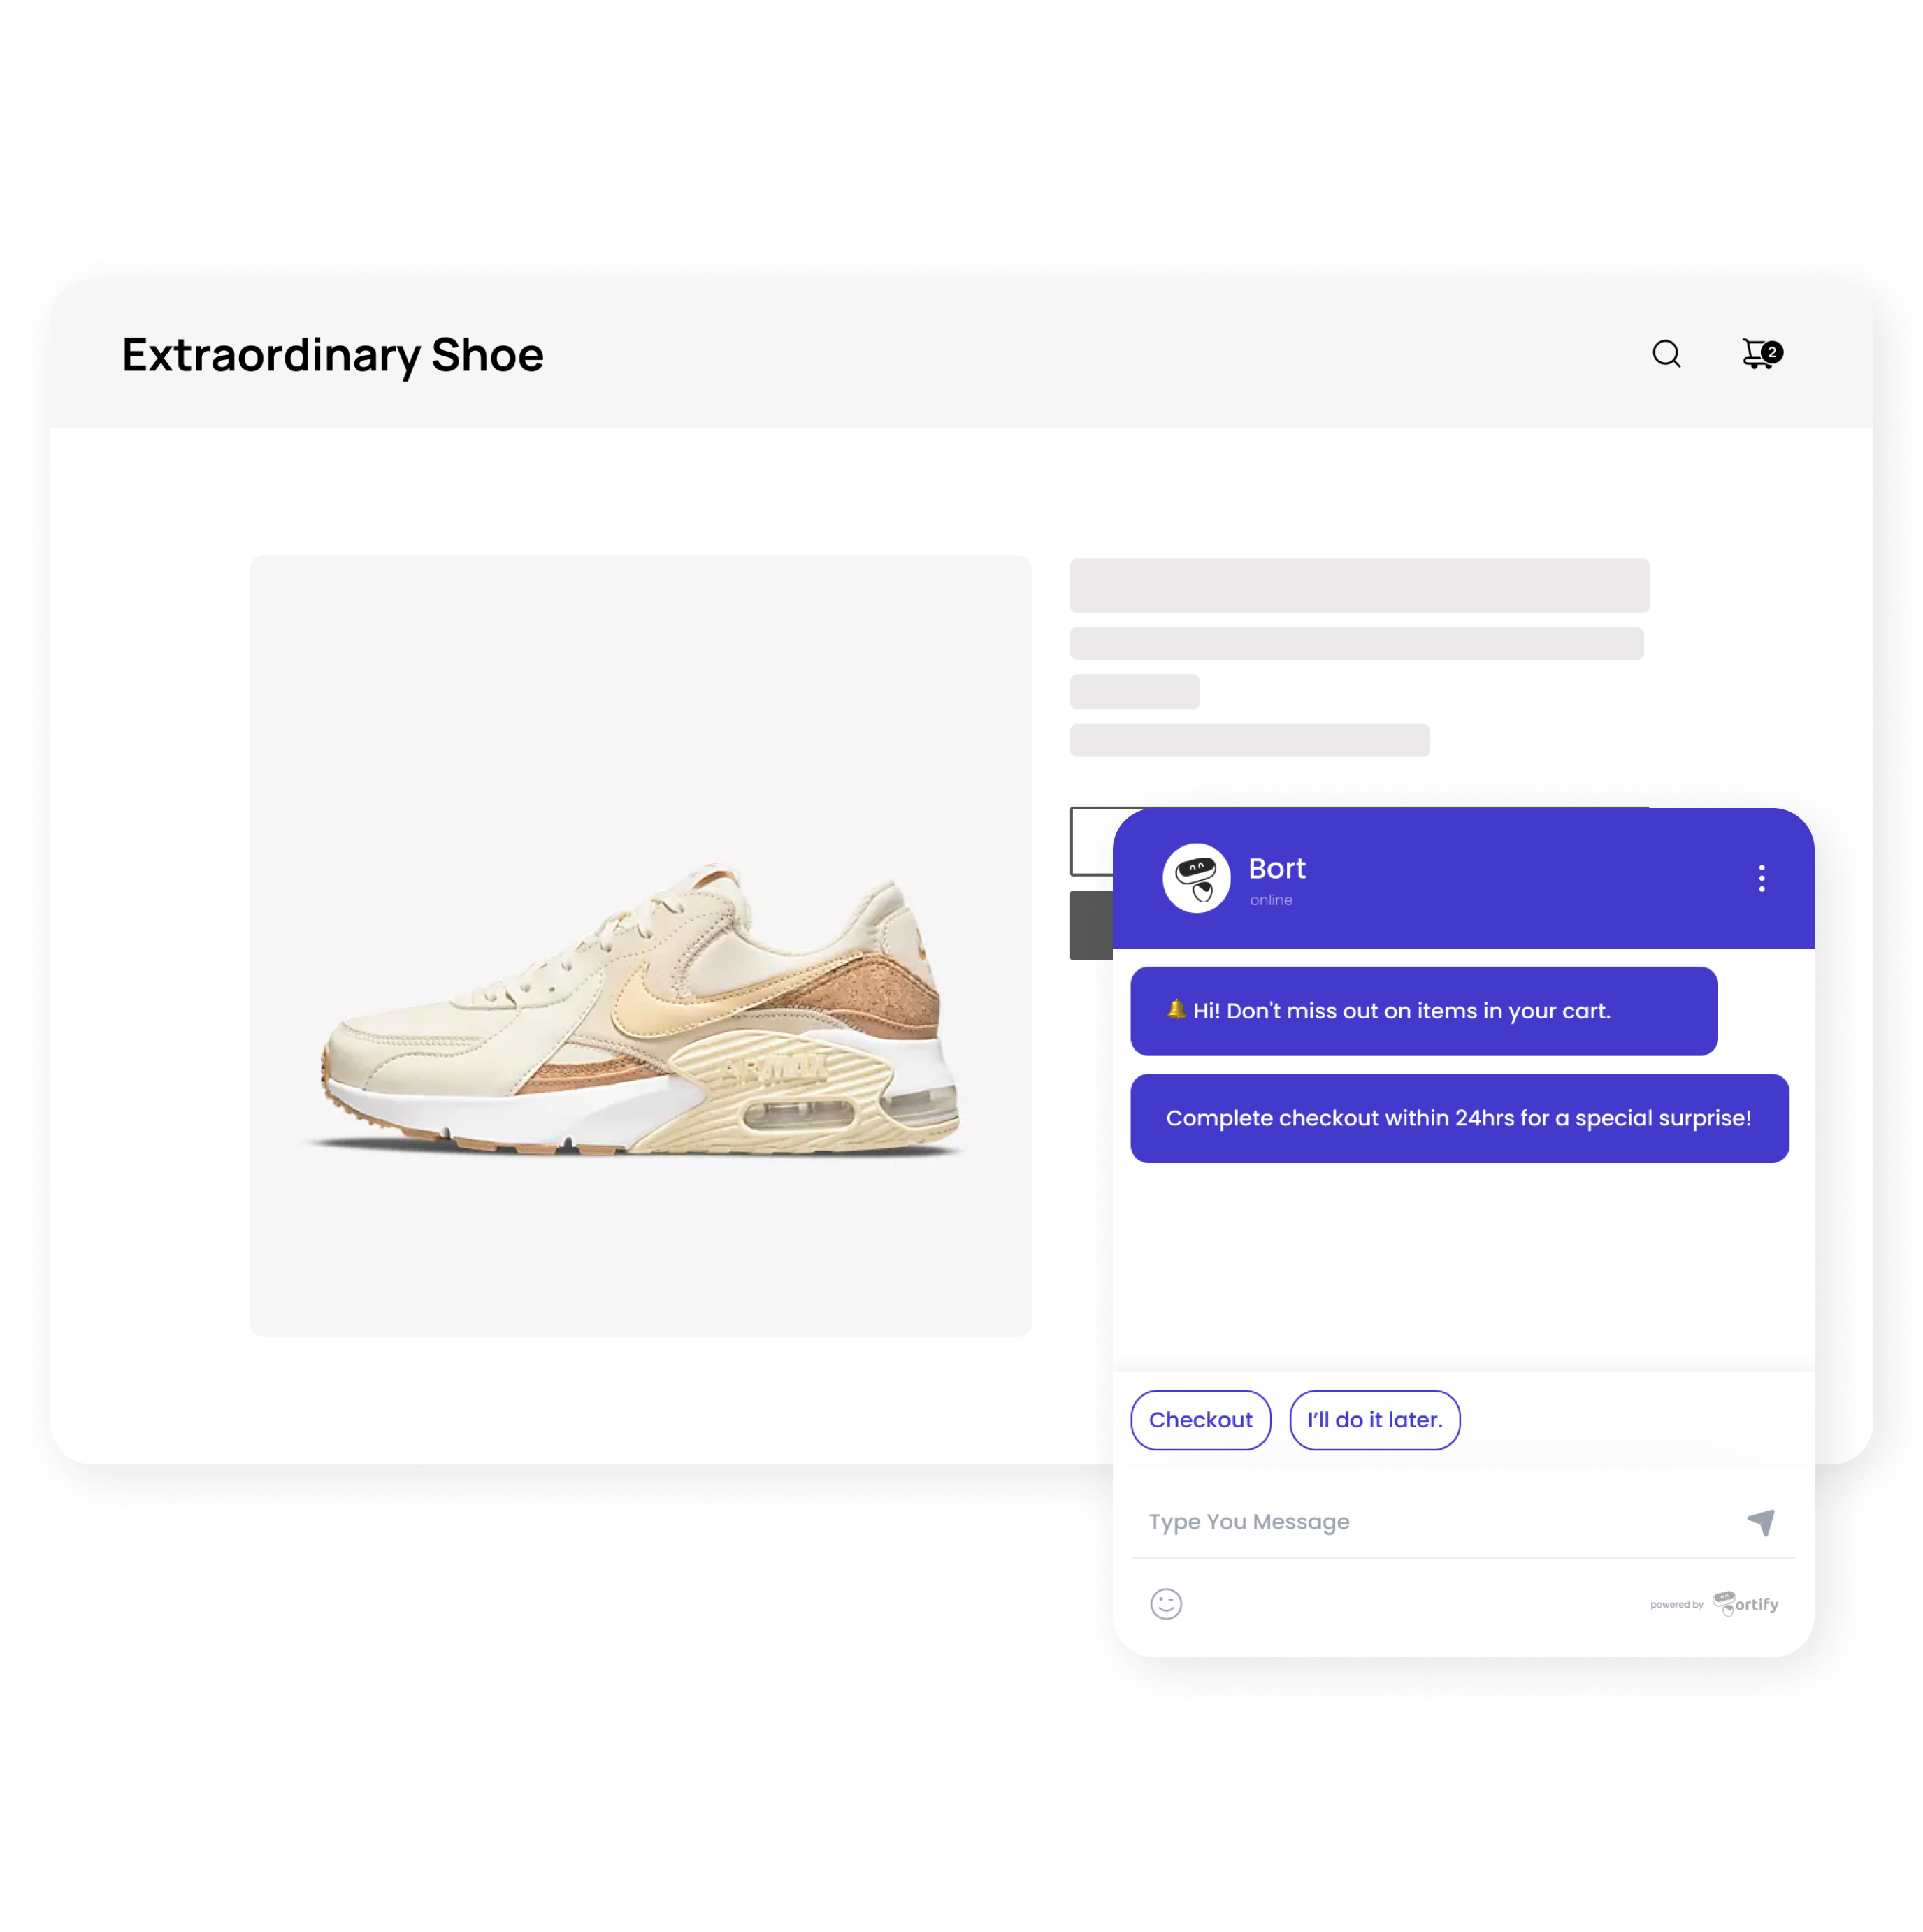 Extraordinary Shoe
2
AIR MAX
Bort
online
🔔 Hi! Don't miss out on items in your cart.
Complete checkout within 24hrs for a special surprise!
Checkout
I’ll do it later.
Type You Message
powered by ortify